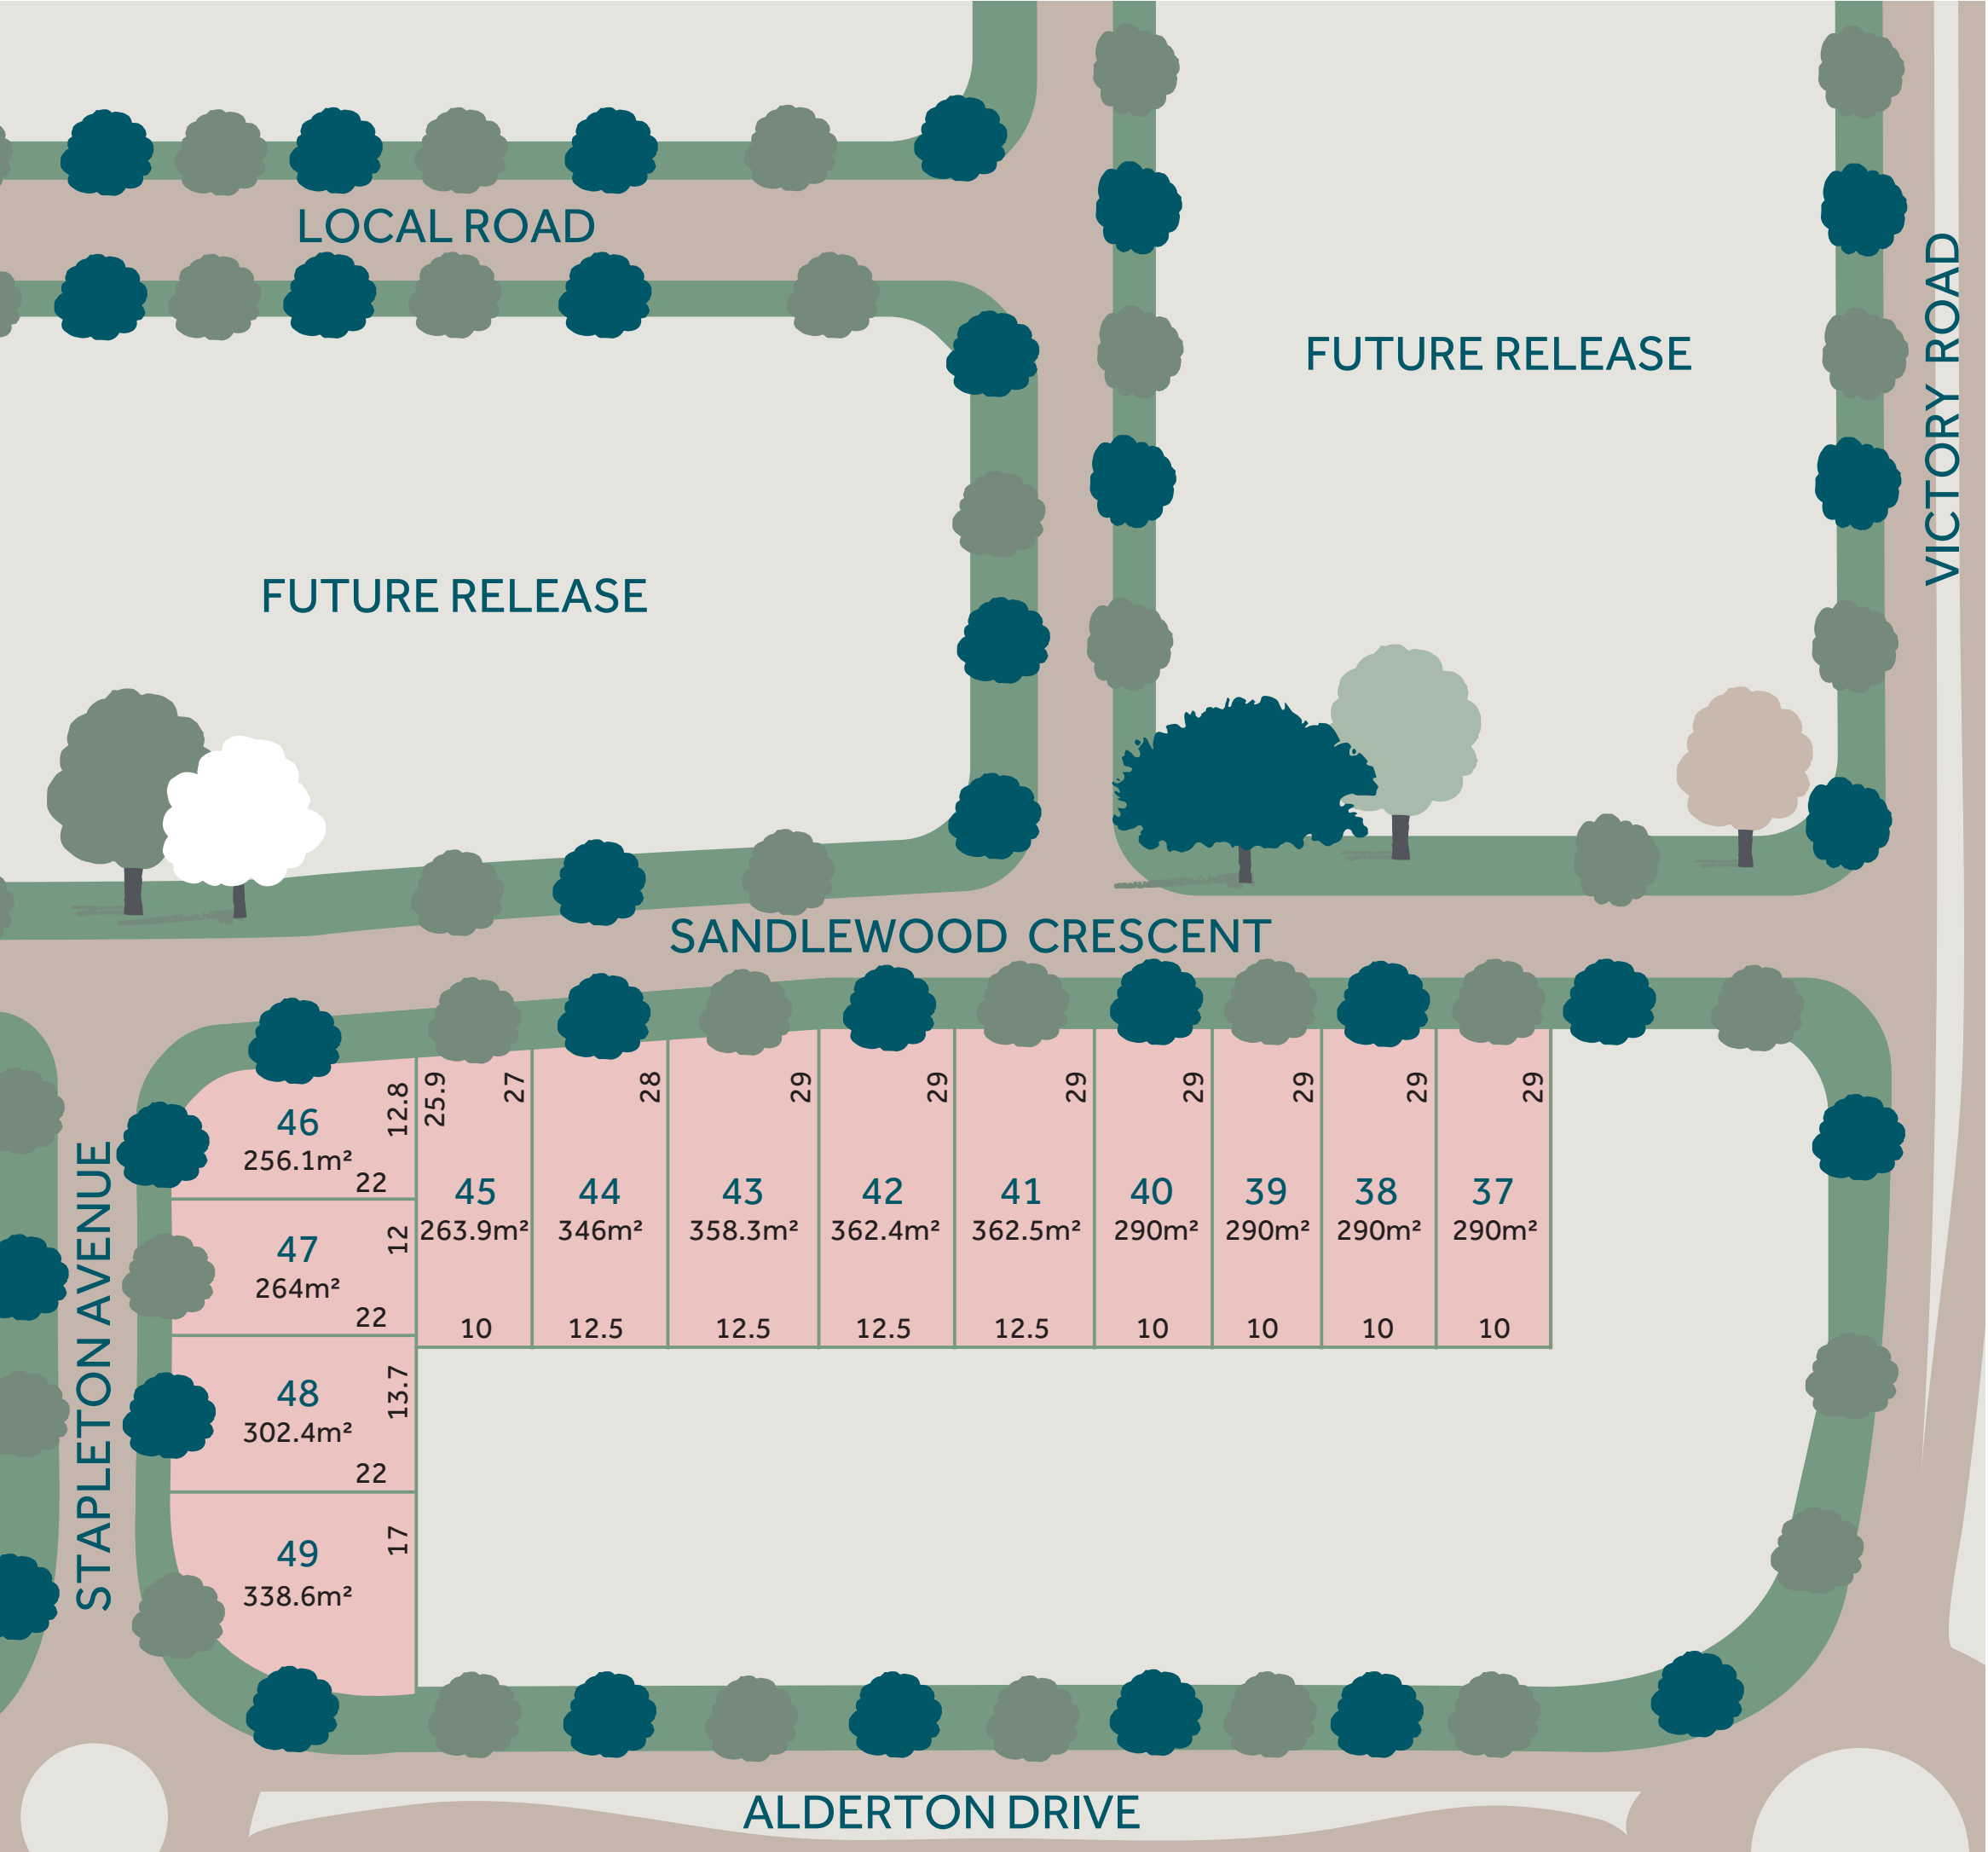 LOCAL ROAD
FUTURE RELEASE
VICTORY ROAD
FUTURE RELEASE
SANDLEWOOD CRESCENT
STAPLETON AVENUE
46
256.1m²
12.8
22
47
264m²
12
22
48
302.4m²
13.7
22
49
338.6m²
17
25.9
27
45
263.9m²
10
28
44
346m²
12.5
29
43
358.3m²
12.5
29
42
362.4m²
12.5
29
41
362.5m²
12.5
29
40
290m²
10
29
39
290m²
10
29
38
290m²
10
29
37
290m²
10
ALDERTON DRIVE